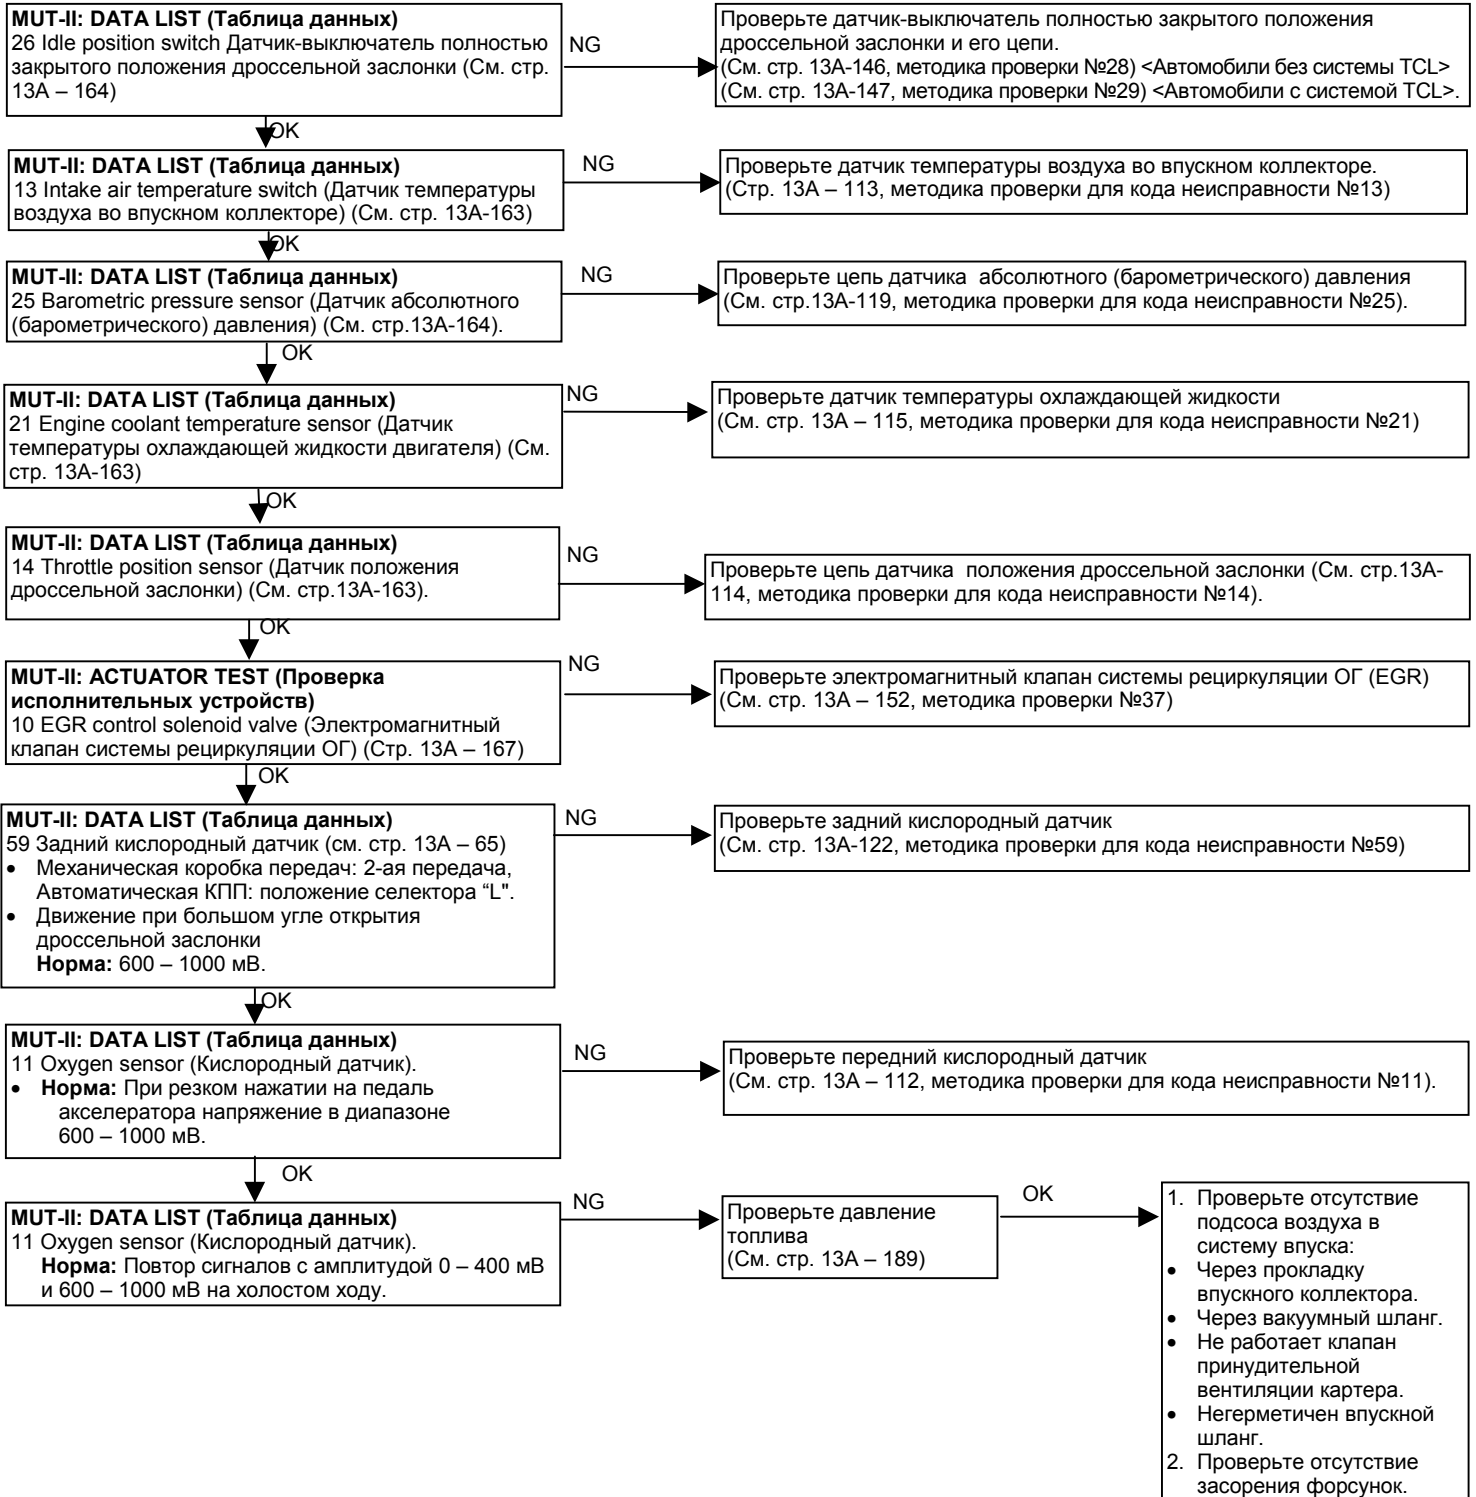 MUT-II: DATA LIST (Таблица данных)
26 Idle position switch Датчик-выключатель полностью
закрытого положения дроссельной заслонки (См. стр.
13A – 164)
NG
Проверьте датчик-выключатель полностью закрытого положения
дроссельной заслонки и его цепи.
(См. стр. 13A-146, методика проверки №28) <Автомобили без системы TCL>
(См. стр. 13A-147, методика проверки №29) <Автомобили с системой TCL>.
OK
MUT-II: DATA LIST (Таблица данных)
13 Intake air temperature switch (Датчик температуры
воздуха во впускном коллекторе) (См. стр. 13A-163)
NG
Проверьте датчик температуры воздуха во впускном коллекторе.
(Стр. 13A – 113, методика проверки для кода неисправности №13)
OK
MUT-II: DATA LIST (Таблица данных)
25 Barometric pressure sensor (Датчик абсолютного
(барометрического) давления) (См. стр.13A-164).
NG
Проверьте цепь датчика  абсолютного (барометрического) давления
(См. стр.13A-119, методика проверки для кода неисправности №25).
OK
MUT-II: DATA LIST (Таблица данных)
21 Engine coolant temperature sensor (Датчик
температуры охлаждающей жидкости двигателя) (См.
стр. 13A-163)
NG
Проверьте датчик температуры охлаждающей жидкости
(См. стр. 13A – 115, методика проверки для кода неисправности №21)
OK
MUT-II: DATA LIST (Таблица данных)
14 Throttle position sensor (Датчик положения
дроссельной заслонки) (См. стр.13A-163).
NG
Проверьте цепь датчика  положения дроссельной заслонки (См. стр.13A-
114, методика проверки для кода неисправности №14).
OK
MUT-II: ACTUATOR TEST (Проверка
исполнительных устройств)
10 EGR control solenoid valve (Электромагнитный
клапан системы рециркуляции ОГ) (Стр. 13A – 167)
NG
Проверьте электромагнитный клапан системы рециркуляции ОГ (EGR)
(См. стр. 13A – 152, методика проверки №37)
OK
MUT-II: DATA LIST (Таблица данных)
59 Задний кислородный датчик (см. стр. 13A – 65)
• Механическая коробка передач: 2-ая передача,
Автоматическая КПП: положение селектора “L".
• Движение при большом угле открытия
дроссельной заслонки
Норма: 600 – 1000 мВ.
NG
Проверьте задний кислородный датчик
(См. стр. 13A-122, методика проверки для кода неисправности №59)
OK
MUT-II: DATA LIST (Таблица данных)
11 Oxygen sensor (Кислородный датчик).
• Норма: При резком нажатии на педаль
акселератора напряжение в диапазоне
600 – 1000 мВ.
NG
Проверьте передний кислородный датчик
(См. стр. 13A – 112, методика проверки для кода неисправности №11).
OK
MUT-II: DATA LIST (Таблица данных)
11 Oxygen sensor (Кислородный датчик).
Норма: Повтор сигналов с амплитудой 0 – 400 мВ
и 600 – 1000 мВ на холостом ходу.
NG
Проверьте давление
топлива
(См. стр. 13A – 189)
OK
1. Проверьте отсутствие
подсоса воздуха в
систему впуска:
• Через прокладку
впускного коллектора.
• Через вакуумный шланг.
• Не работает клапан
принудительной
вентиляции картера.
• Негерметичен впускной
шланг.
2. Проверьте отсутствие
засорения форсунок.